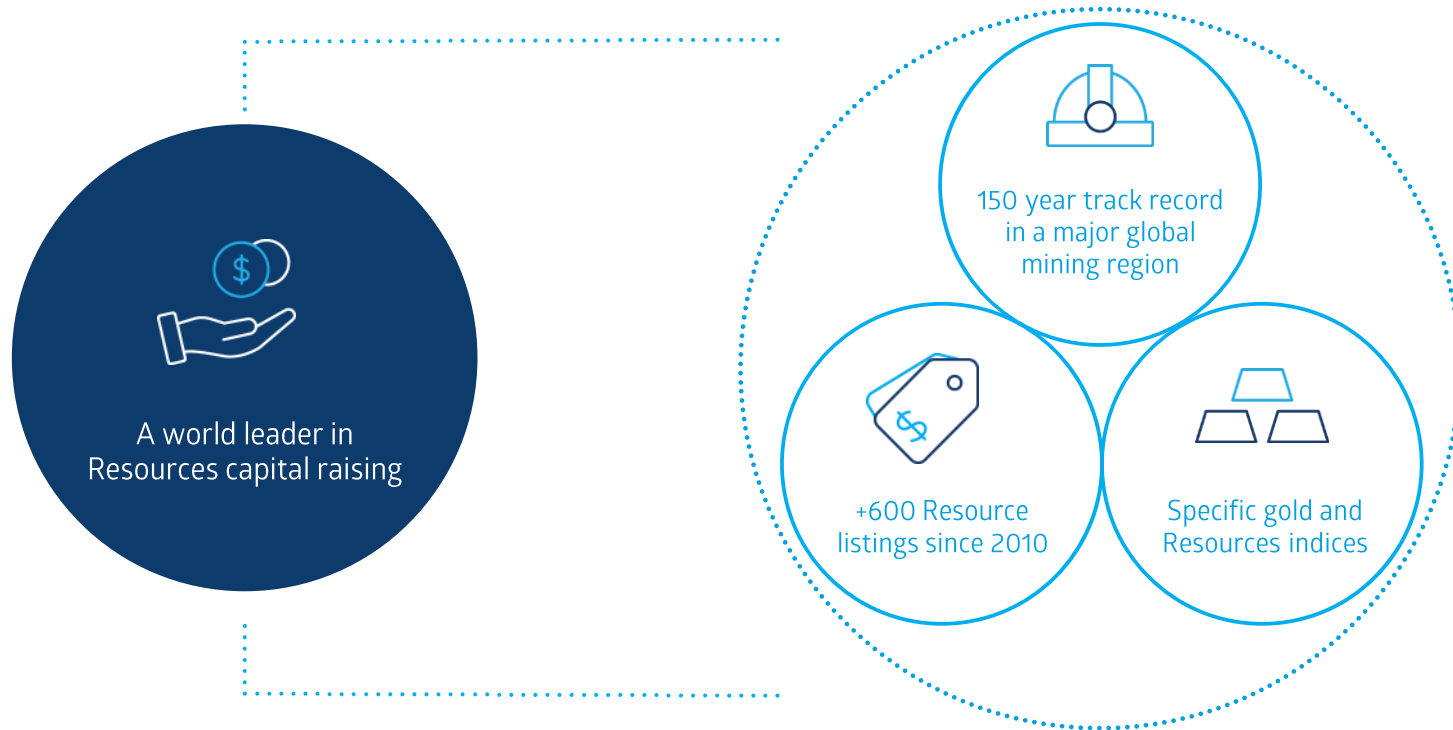 A world leader in
Resources capital raising
150 year track record
in a major global
mining region
+600 Resource
listings since 2010
Specific gold and
Resources indices